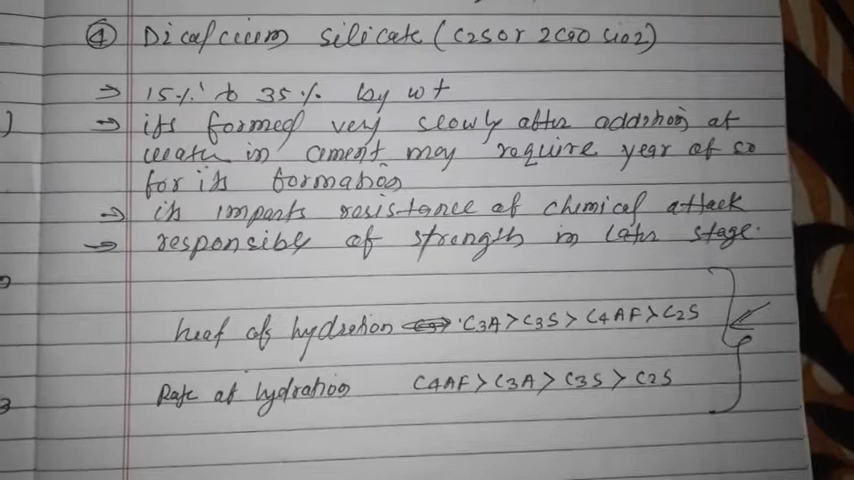 ④ Dicalcium silicate (C2S or 2CaO SiO2)
⇒ 15% to 35% by wt
⇒ its formed very slowly after addition of
water in cement may require year of so
for its formation
⇒ its imparts resistance of chemical attack
⇒ responsible of strength in later stage.
heat of hydration ⇔ C3A > C3S > C4AF > C2S
Rate of hydration C4AF > C3A > C3S > C2S